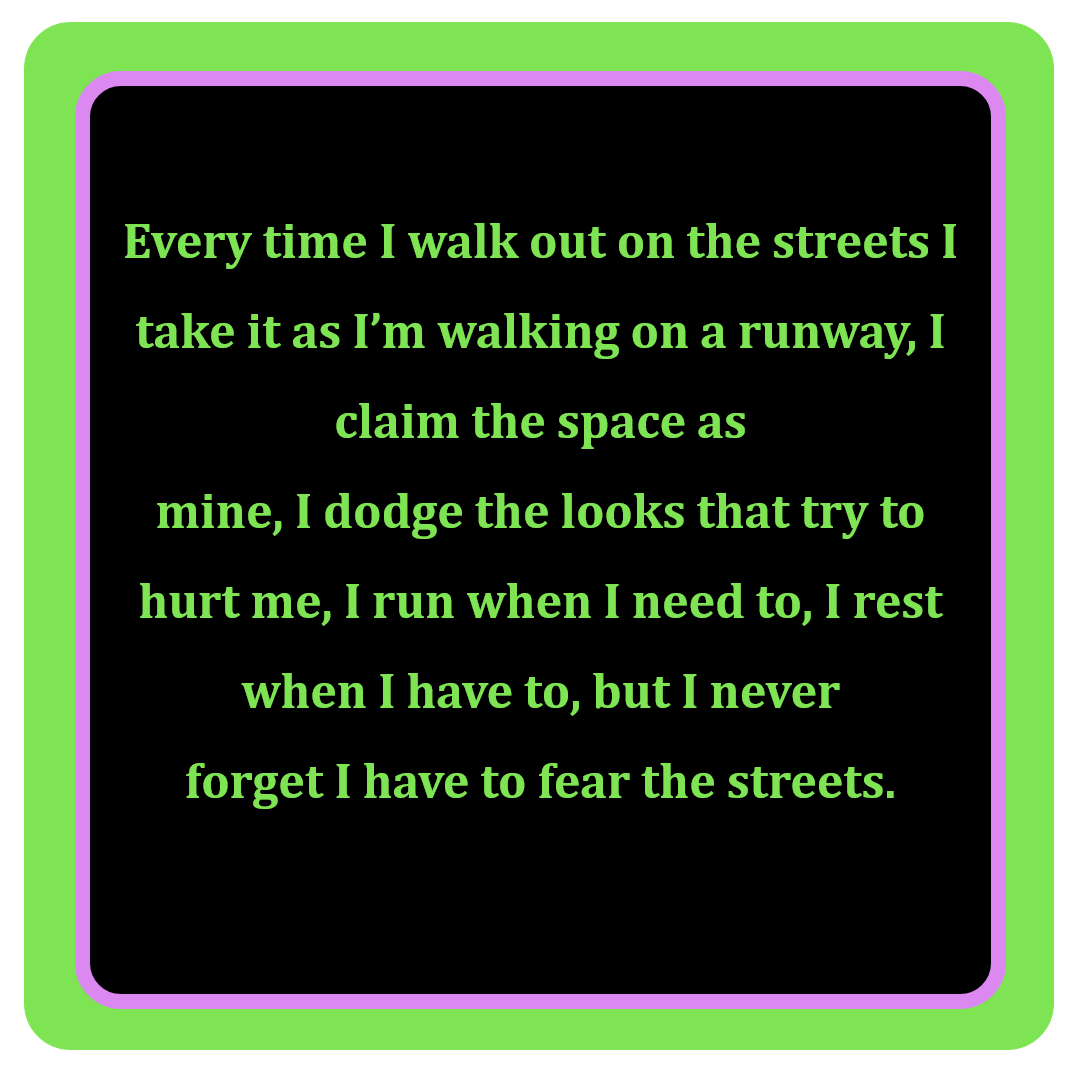 Every time I walk out on the streets I
take it as I’m walking on a runway, I
claim the space as
mine, I dodge the looks that try to
hurt me, I run when I need to, I rest
when I have to, but I never
forget I have to fear the streets.